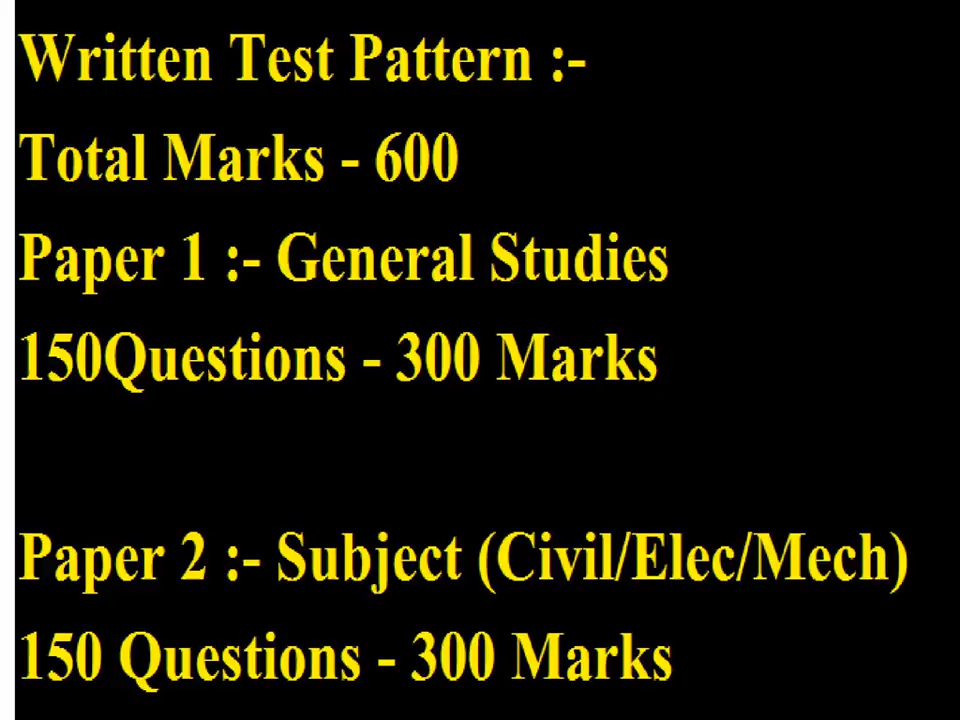 Written Test Pattern :-
Total Marks - 600
Paper 1 :- General Studies
150Questions - 300 Marks
Paper 2 :- Subject (Civil/Elec/Mech)
150 Questions - 300 Marks